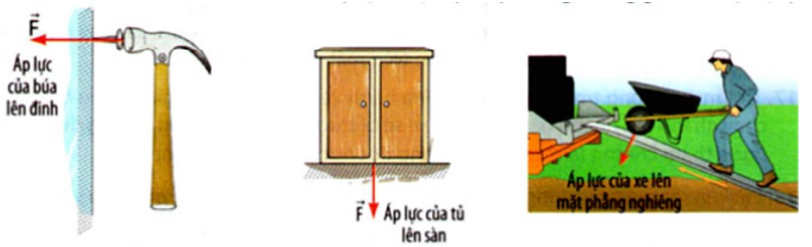 F
Áp lực
của búa
lên đinh
F Áp lực của tủ
lên sàn
Áp lực của xe lên
mặt phẳng nghiêng